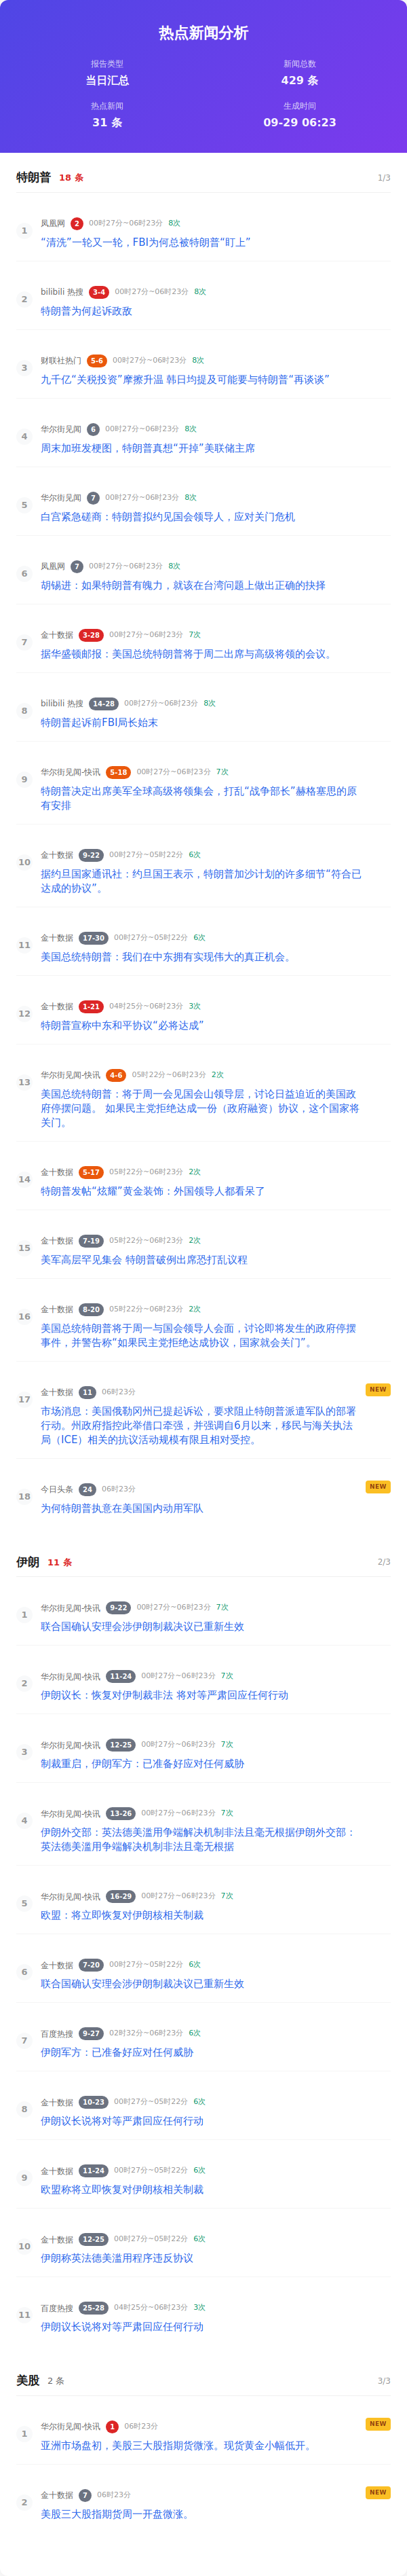 热点新闻分析
报告类型
当日汇总
新闻总数
429 条
热点新闻
31 条
生成时间
09-29 06:23
特朗普 18 条 1/3
1
凤凰网 2 00时27分~06时23分 8次
“清洗”一轮又一轮，FBI为何总被特朗普“盯上”
2
bilibili 热搜 3-4 00时27分~06时23分 8次
特朗普为何起诉政敌
3
财联社热门 5-6 00时27分~06时23分 8次
九千亿“关税投资”摩擦升温 韩日均提及可能要与特朗普“再谈谈”
4
华尔街见闻 6 00时27分~06时23分 8次
周末加班发梗图，特朗普真想“开掉”美联储主席
5
华尔街见闻 7 00时27分~06时23分 8次
白宫紧急磋商：特朗普拟约见国会领导人，应对关门危机
6
凤凰网 7 00时27分~06时23分 8次
胡锡进：如果特朗普有魄力，就该在台湾问题上做出正确的抉择
7
金十数据 3-28 00时27分~06时23分 7次
据华盛顿邮报：美国总统特朗普将于周二出席与高级将领的会议。
8
bilibili 热搜 14-28 00时27分~06时23分 8次
特朗普起诉前FBI局长始末
9
华尔街见闻-快讯 5-18 00时27分~06时23分 7次
特朗普决定出席美军全球高级将领集会，打乱“战争部长”赫格塞思的原
有安排
10
金十数据 9-22 00时27分~05时22分 6次
据约旦国家通讯社：约旦国王表示，特朗普加沙计划的许多细节“符合已
达成的协议”。
11
金十数据 17-30 00时27分~05时22分 6次
美国总统特朗普：我们在中东拥有实现伟大的真正机会。
12
金十数据 1-21 04时25分~06时23分 3次
特朗普宣称中东和平协议“必将达成”
13
华尔街见闻-快讯 4-6 05时22分~06时23分 2次
美国总统特朗普：将于周一会见国会山领导层，讨论日益迫近的美国政
府停摆问题。 如果民主党拒绝达成一份（政府融资）协议，这个国家将
关门。
14
金十数据 5-17 05时22分~06时23分 2次
特朗普发帖“炫耀”黄金装饰：外国领导人都看呆了
15
金十数据 7-19 05时22分~06时23分 2次
美军高层罕见集会 特朗普破例出席恐打乱议程
16
金十数据 8-20 05时22分~06时23分 2次
美国总统特朗普将于周一与国会领导人会面，讨论即将发生的政府停摆
事件，并警告称“如果民主党拒绝达成协议，国家就会关门”。
17
金十数据 11 06时23分 NEW
市场消息：美国俄勒冈州已提起诉讼，要求阻止特朗普派遣军队的部署
行动。州政府指控此举借口牵强，并强调自6月以来，移民与海关执法
局（ICE）相关的抗议活动规模有限且相对受控。
18
今日头条 24 06时23分 NEW
为何特朗普执意在美国国内动用军队
伊朗 11 条 2/3
1
华尔街见闻-快讯 9-22 00时27分~06时23分 7次
联合国确认安理会涉伊朗制裁决议已重新生效
2
华尔街见闻-快讯 11-24 00时27分~06时23分 7次
伊朗议长：恢复对伊制裁非法 将对等严肃回应任何行动
3
华尔街见闻-快讯 12-25 00时27分~06时23分 7次
制裁重启，伊朗军方：已准备好应对任何威胁
4
华尔街见闻-快讯 13-26 00时27分~06时23分 7次
伊朗外交部：英法德美滥用争端解决机制非法且毫无根据伊朗外交部：
英法德美滥用争端解决机制非法且毫无根据
5
华尔街见闻-快讯 16-29 00时27分~06时23分 7次
欧盟：将立即恢复对伊朗核相关制裁
6
金十数据 7-20 00时27分~05时22分 6次
联合国确认安理会涉伊朗制裁决议已重新生效
7
百度热搜 9-27 02时32分~06时23分 6次
伊朗军方：已准备好应对任何威胁
8
金十数据 10-23 00时27分~05时22分 6次
伊朗议长说将对等严肃回应任何行动
9
金十数据 11-24 00时27分~05时22分 6次
欧盟称将立即恢复对伊朗核相关制裁
10
金十数据 12-25 00时27分~05时22分 6次
伊朗称英法德美滥用程序违反协议
11
百度热搜 25-28 04时25分~06时23分 3次
伊朗议长说将对等严肃回应任何行动
美股 2 条 3/3
1
华尔街见闻-快讯 1 06时23分 NEW
亚洲市场盘初，美股三大股指期货微涨。现货黄金小幅低开。
2
金十数据 7 06时23分 NEW
美股三大股指期货周一开盘微涨。